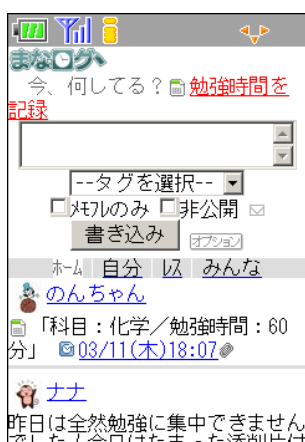 まなログ
今、何してる？勉強時間を
記録
--タグを選択--
ﾒﾓﾌﾚのみ 非公開
書き込み ｵﾌﾟｼｮﾝ
ﾎｰﾑ 自分 ﾚｽ みんな
のんちゃん
「科目：化学／勉強時間：60
分」 03/11(木)18:07
ナナ
昨日は全然勉強に集中できません